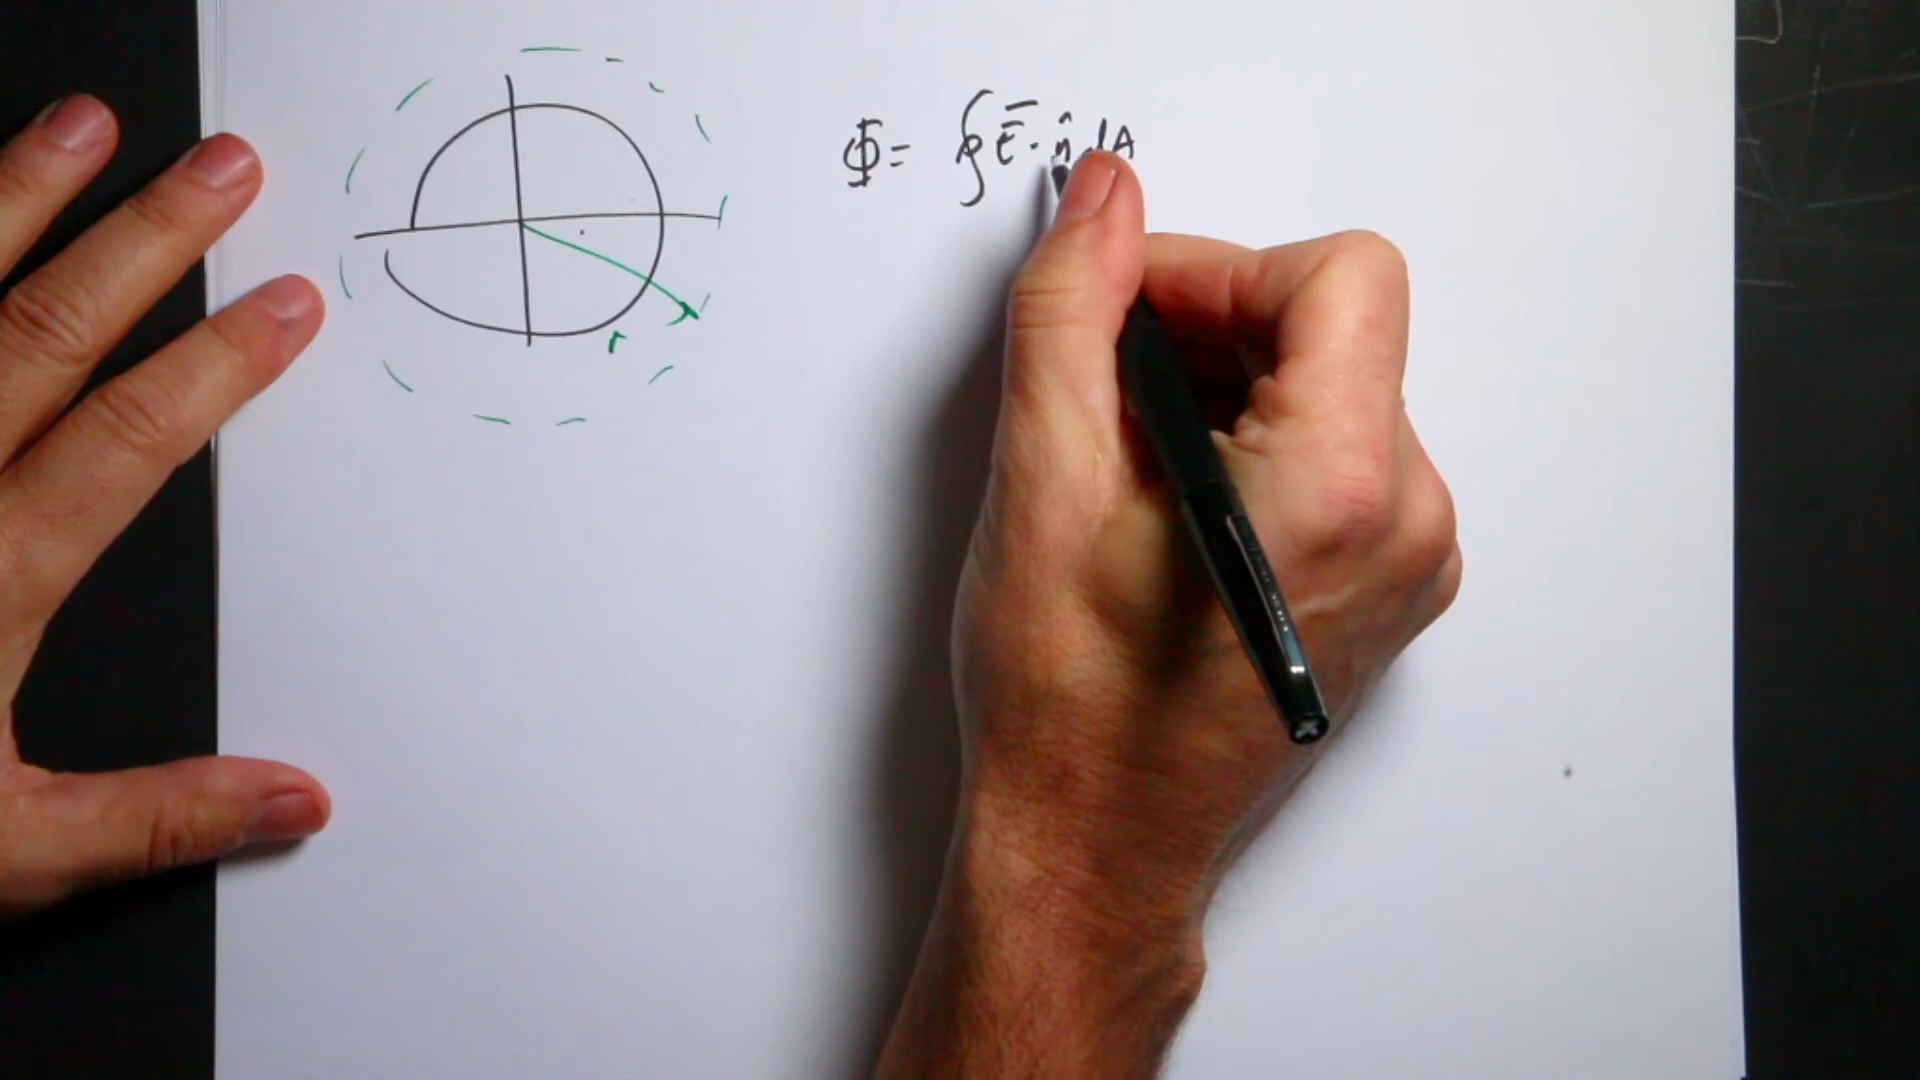 Φ = ∮ Ē · n̂ dA
r